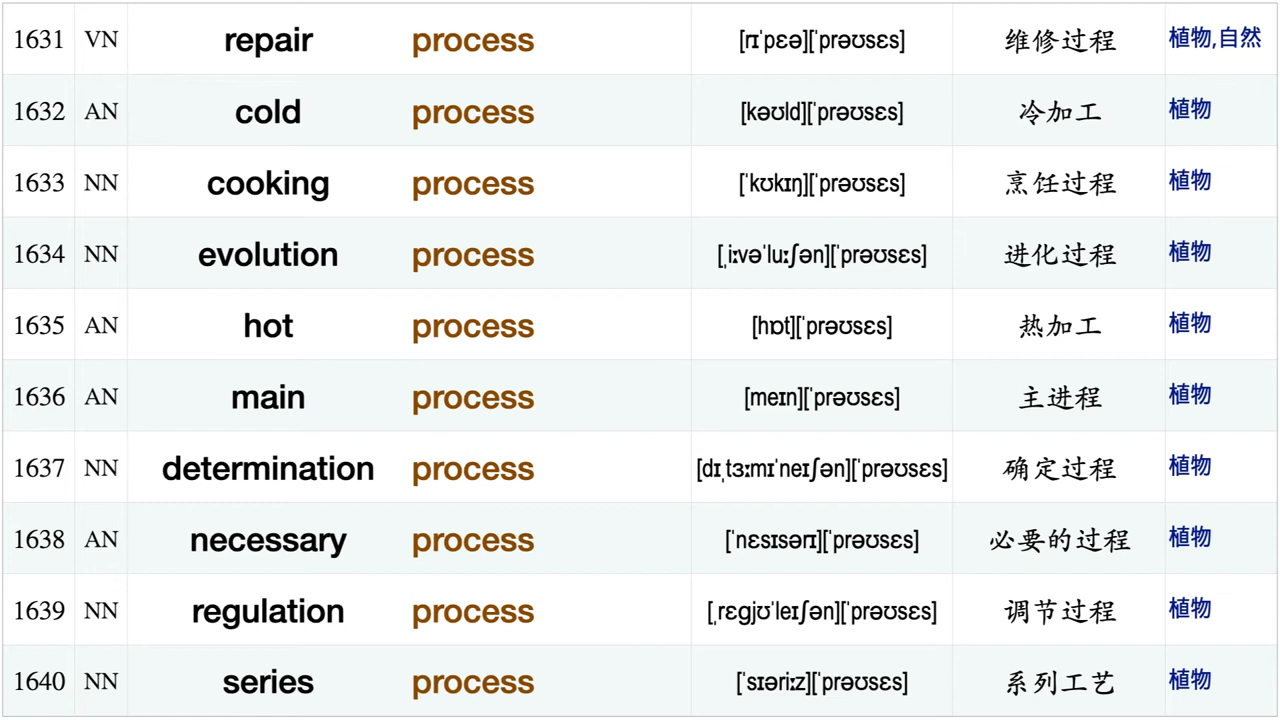 1631 VN repair process [rɪˈpɛə][ˈprəʊsɛs] 维修过程 植物,自然
1632 AN cold process [kəʊld][ˈprəʊsɛs] 冷加工 植物
1633 NN cooking process [ˈkʊkɪŋ][ˈprəʊsɛs] 烹饪过程 植物
1634 NN evolution process [ˌiːvəˈluːʃən][ˈprəʊsɛs] 进化过程 植物
1635 AN hot process [hɒt][ˈprəʊsɛs] 热加工 植物
1636 AN main process [meɪn][ˈprəʊsɛs] 主进程 植物
1637 NN determination process [dɪˌtɜːmɪˈneɪʃən][ˈprəʊsɛs] 确定过程 植物
1638 AN necessary process [ˈnɛsɪsərɪ][ˈprəʊsɛs] 必要的过程 植物
1639 NN regulation process [ˌrɛɡjʊˈleɪʃən][ˈprəʊsɛs] 调节过程 植物
1640 NN series process [ˈsɪəriːz][ˈprəʊsɛs] 系列工艺 植物